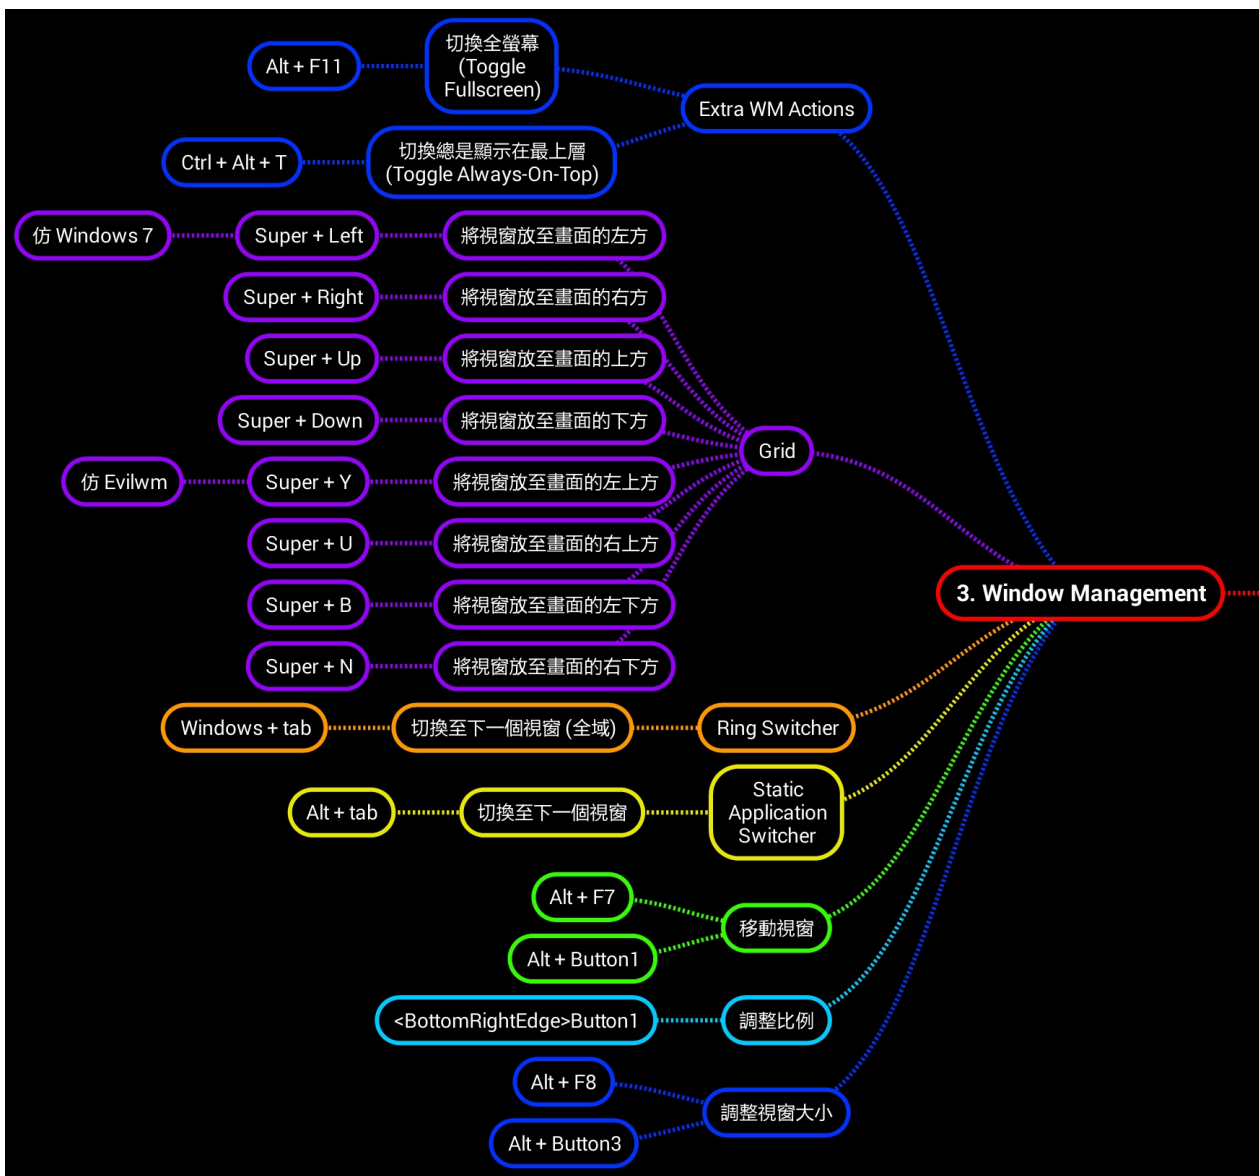 Alt + F11
切換全螢幕
(Toggle
Fullscreen)
Extra WM Actions
Ctrl + Alt + T
切換總是顯示在最上層
(Toggle Always-On-Top)
仿 Windows 7
Super + Left
將視窗放至畫面的左方
Super + Right
將視窗放至畫面的右方
Super + Up
將視窗放至畫面的上方
Super + Down
將視窗放至畫面的下方
Grid
仿 Evilwm
Super + Y
將視窗放至畫面的左上方
Super + U
將視窗放至畫面的右上方
Super + B
將視窗放至畫面的左下方
3. Window Management
Super + N
將視窗放至畫面的右下方
Windows + tab
切換至下一個視窗 (全域)
Ring Switcher
Alt + tab
切換至下一個視窗
Static
Application
Switcher
Alt + F7
移動視窗
Alt + Button1
<BottomRightEdge>Button1
調整比例
Alt + F8
調整視窗大小
Alt + Button3